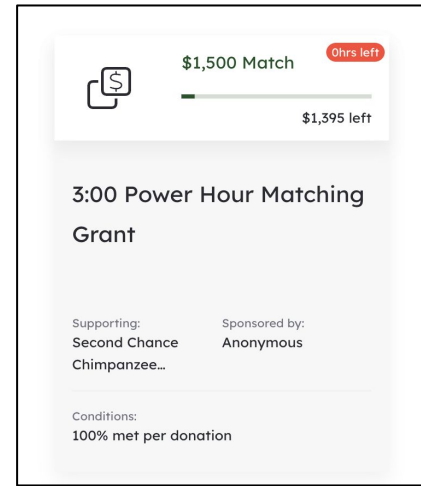 0hrs left
$1,500 Match
$
$1,395 left
3:00 Power Hour Matching
Grant
Supporting:
Second Chance
Chimpanzee...
Sponsored by:
Anonymous
Conditions:
100% met per donation